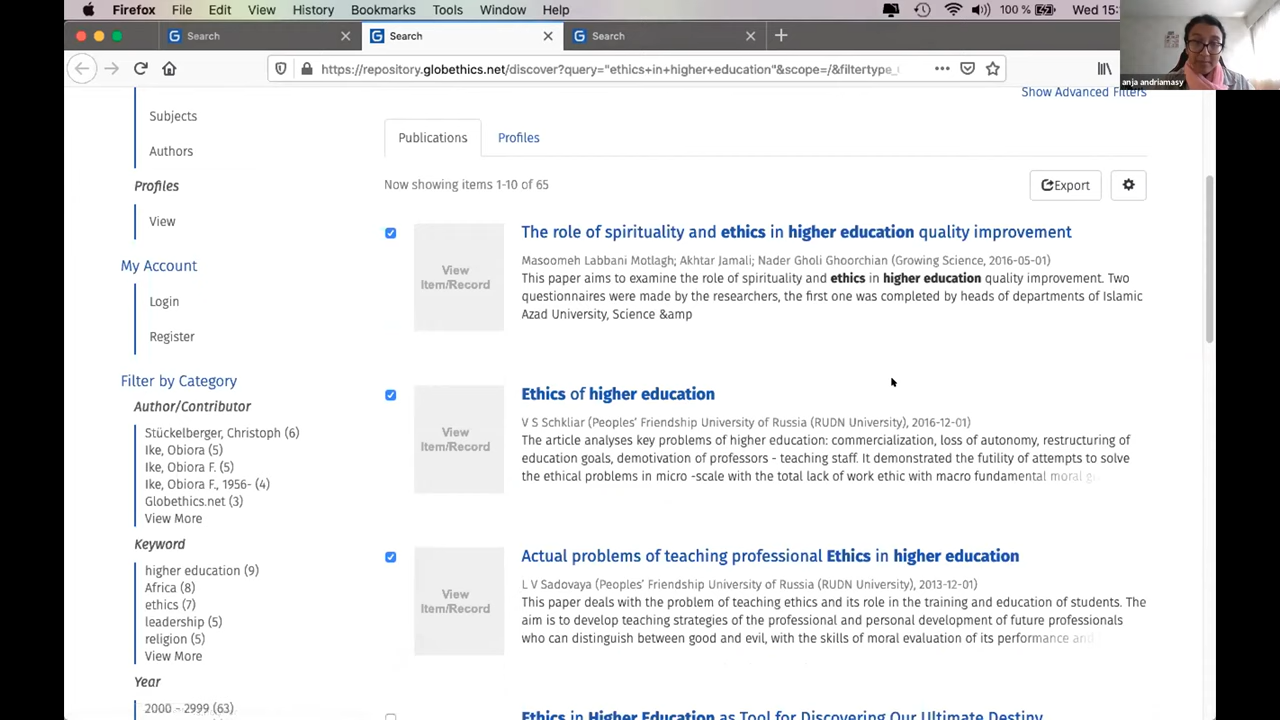 Firefox File Edit View History Bookmarks Tools Window Help 100 % Wed 15:
Search Search Search
https://repository.globethics.net/discover?query="ethics+in+higher+education"&scope=/&filtertype_
anja andriamasy
Show Advanced Filters
Subjects
Authors
Profiles
View
My Account
Login
Register
Filter by Category
Author/Contributor
Stückelberger, Christoph (6)
Ike, Obiora (5)
Ike, Obiora F. (5)
Ike, Obiora F., 1956- (4)
Globethics.net (3)
View More
Keyword
higher education (9)
Africa (8)
ethics (7)
leadership (5)
religion (5)
View More
Year
2000 - 2999 (63)
Publications Profiles
Now showing items 1-10 of 65
Export
View
Item/Record
The role of spirituality and ethics in higher education quality improvement
Masoomeh Labbani Motlagh; Akhtar Jamali; Nader Gholi Ghoorchian (Growing Science, 2016-05-01)
This paper aims to examine the role of spirituality and ethics in higher education quality improvement. Two
questionnaires were made by the researchers, the first one was completed by heads of departments of Islamic
Azad University, Science &amp
View
Item/Record
Ethics of higher education
V S Schkliar (Peoples' Friendship University of Russia (RUDN University), 2016-12-01)
The article analyses key problems of higher education: commercialization, loss of autonomy, restructuring of
education goals, demotivation of professors - teaching staff. It demonstrated the futility of attempts to solve
the ethical problems in micro -scale with the total lack of work ethic with macro fundamental moral
View
Item/Record
Actual problems of teaching professional Ethics in higher education
L V Sadovaya (Peoples' Friendship University of Russia (RUDN University), 2013-12-01)
This paper deals with the problem of teaching ethics and its role in the training and education of students. The
aim is to develop teaching strategies of the professional and personal development of future professionals
who can distinguish between good and evil, with the skills of moral evaluation of its performance and
Ethics in Higher Education as Tool for Discovering Our Ultimate Destiny